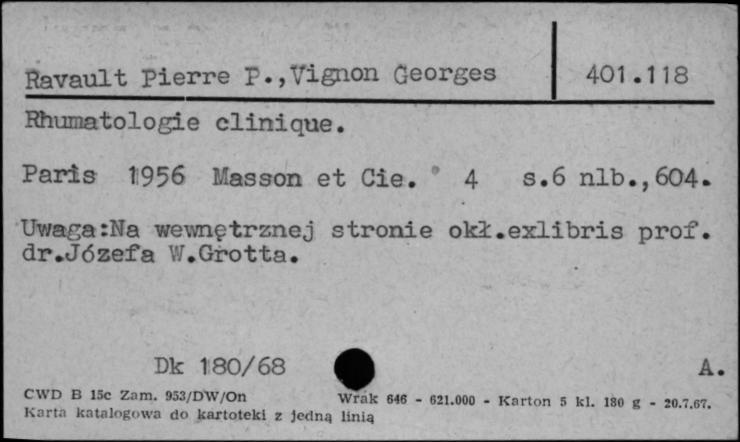 Ravault Pierre P.,Vignon Georges 401.118
Rhumatologie clinique.
Paris 1956 Masson et Cie. 4 s.6 nlb.,604.
Uwaga:Na wewnętrznej stronie okł.exlibris prof.
dr.Józefa W.Grotta.
Dk 180/68 A.
CWD B 15c Zam. 953/DW/On Wrak 646 - 621.000 - Karton 5 kl. 180 g - 20.7.67.
Karta katalogowa do kartoteki z jedną linią